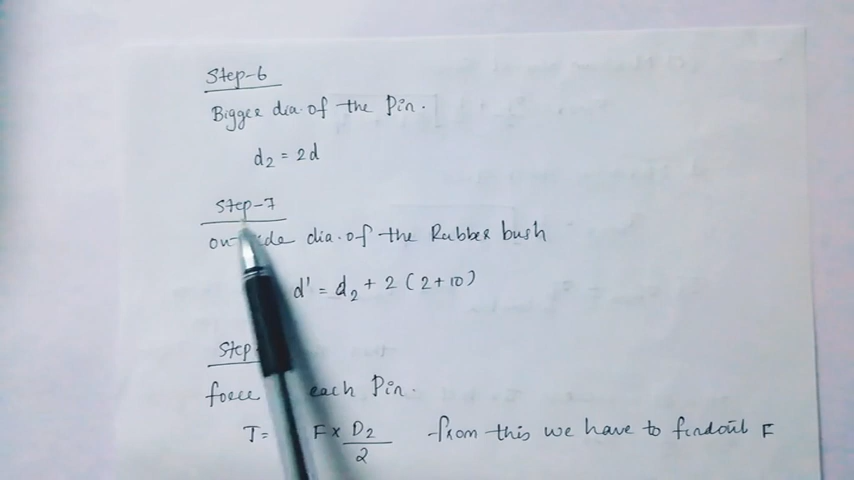 Step-6
Bigger dia. of the Pin.
d₂ = 2d
Step-7
dia. of the Rubber bush
d' = d₂ + 2 (2+10)
Step
force each Pin.
T= F × D₂/2 from this we have to findout F